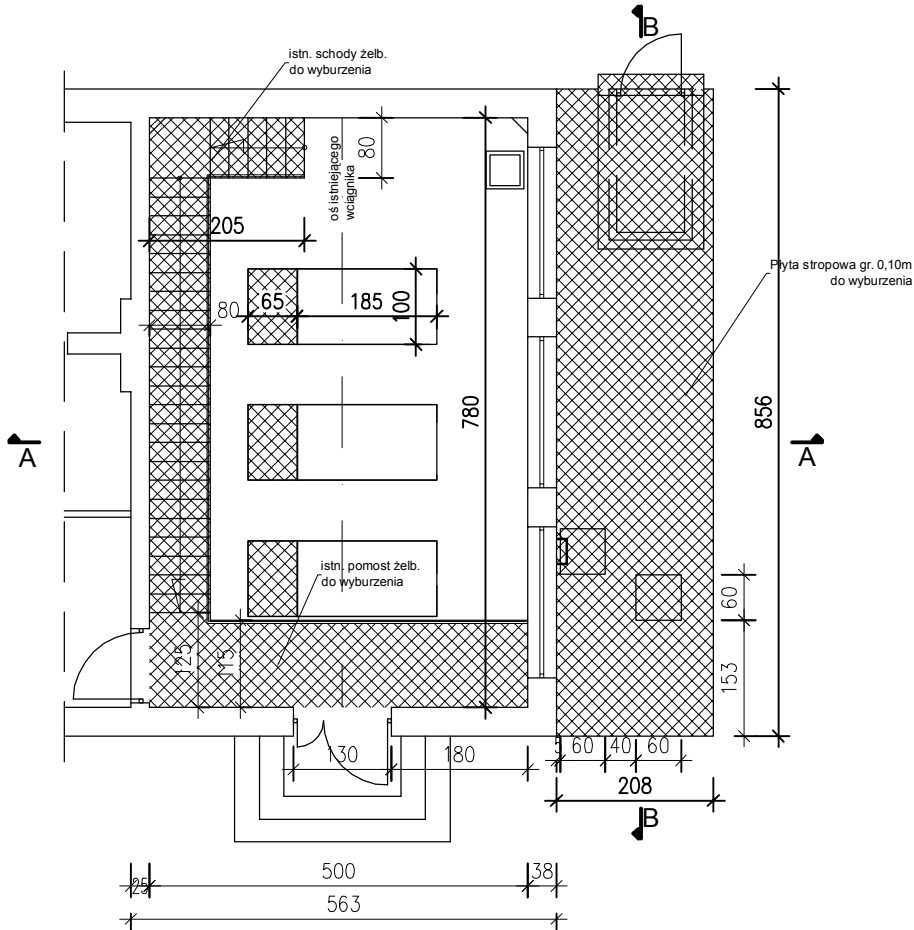 B
istn. schody żelb.
do wyburzenia
80
oś istniejącego
wciągnika
205
Płyta stropowa gr. 0,10m
do wyburzenia
65
185
100
80
780
856
A
A
istn. pomost żelb.
do wyburzenia
60
125
115
153
130
180
5
60
40
60
208
B
500
38
25
563